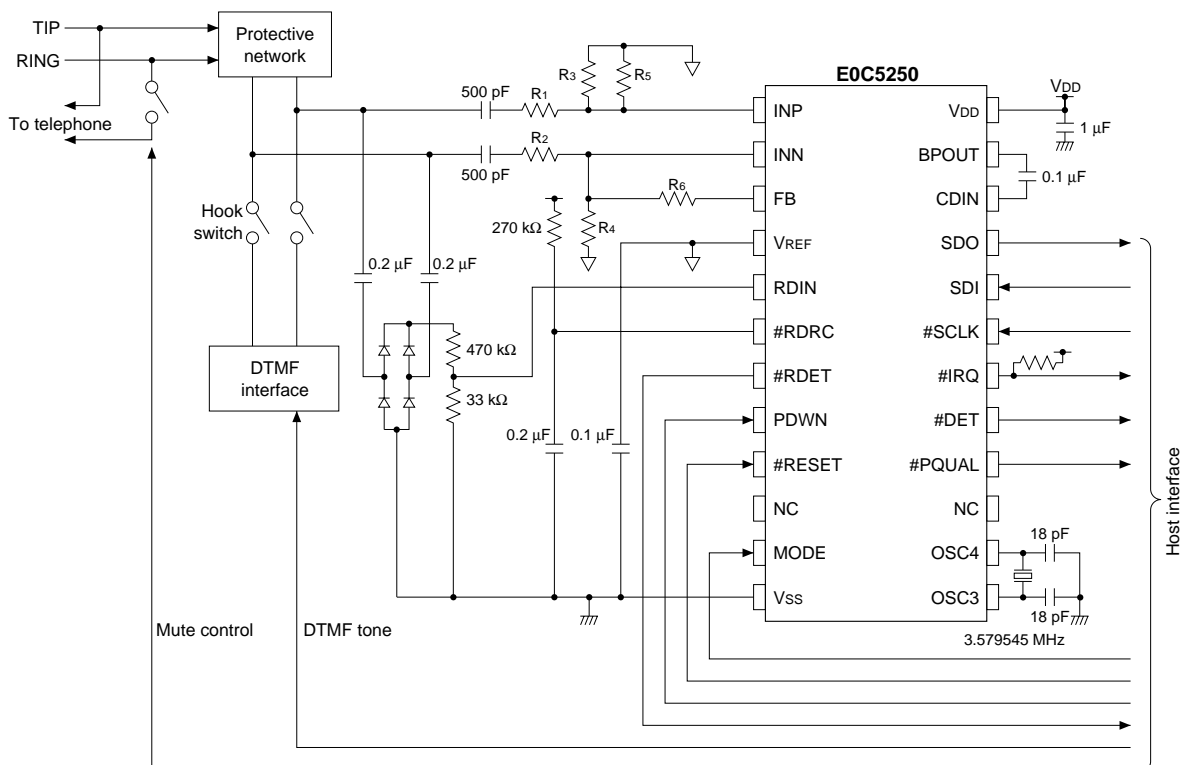 TIP
RING
To telephone
Protective
network
Hook
switch
DTMF
interface
Mute control
DTMF tone
500 pF
R1
R3
R5
R2
500 pF
R6
R4
270 kΩ
0.2 µF
0.2 µF
470 kΩ
33 kΩ
0.2 µF
0.1 µF
E0C5250
INP
INN
FB
VREF
RDIN
#RDRC
#RDET
PDWN
#RESET
NC
MODE
VSS
VDD
BPOUT
CDIN
SDO
SDI
#SCLK
#IRQ
#DET
#PQUAL
NC
OSC4
OSC3
VDD
1 µF
0.1 µF
18 pF
18 pF
3.579545 MHz
Host interface